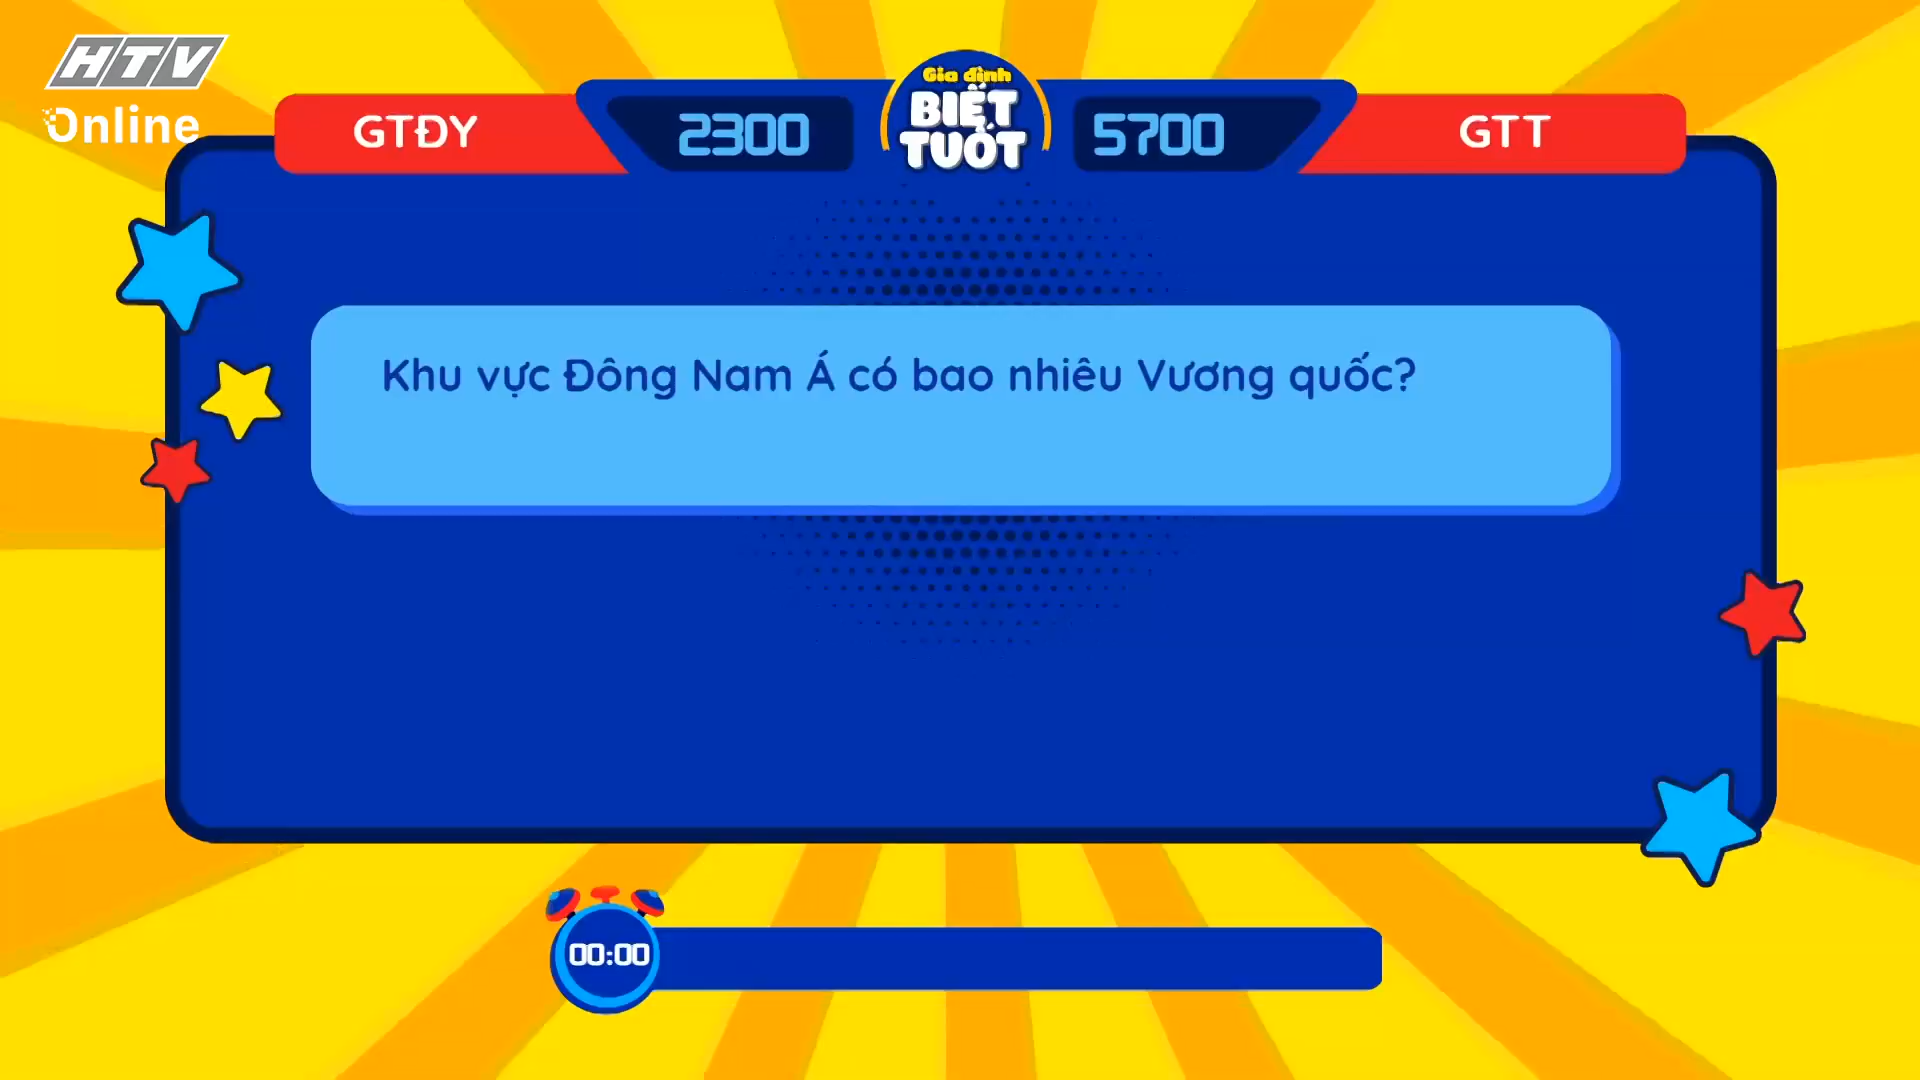 HTV
Online
GTĐY
2300
Gia đình
BIẾT
TUỐT
5700
GTT
Khu vực Đông Nam Á có bao nhiêu Vương quốc?
00:00